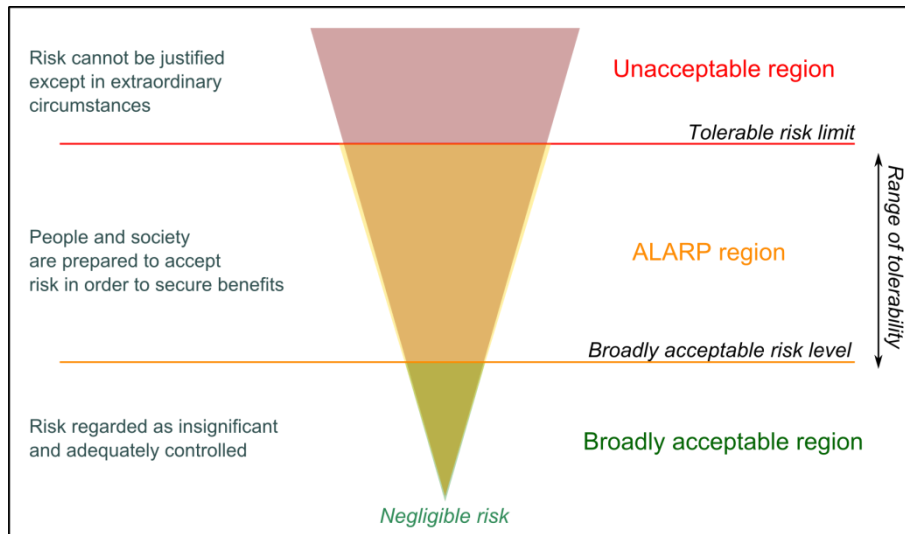 Risk cannot be justified
except in extraordinary
circumstances
Unacceptable region
Tolerable risk limit
Range of tolerability
People and society
are prepared to accept
risk in order to secure benefits
ALARP region
Broadly acceptable risk level
Risk regarded as insignificant
and adequately controlled
Broadly acceptable region
Negligible risk